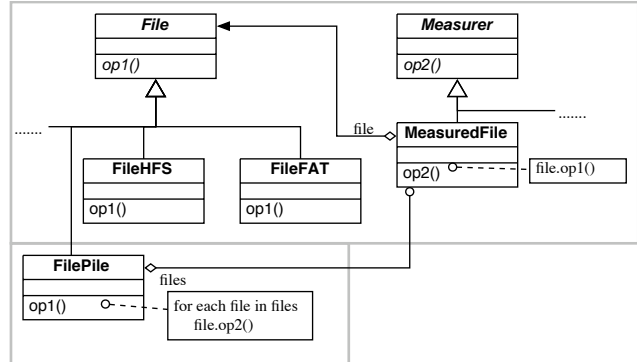 File
Measurer
op1()
op2()
.......
.......
file
MeasuredFile
FileHFS
FileFAT
op2()
file.op1()
op1()
op1()
FilePile
files
op1()
for each file in files
file.op2()